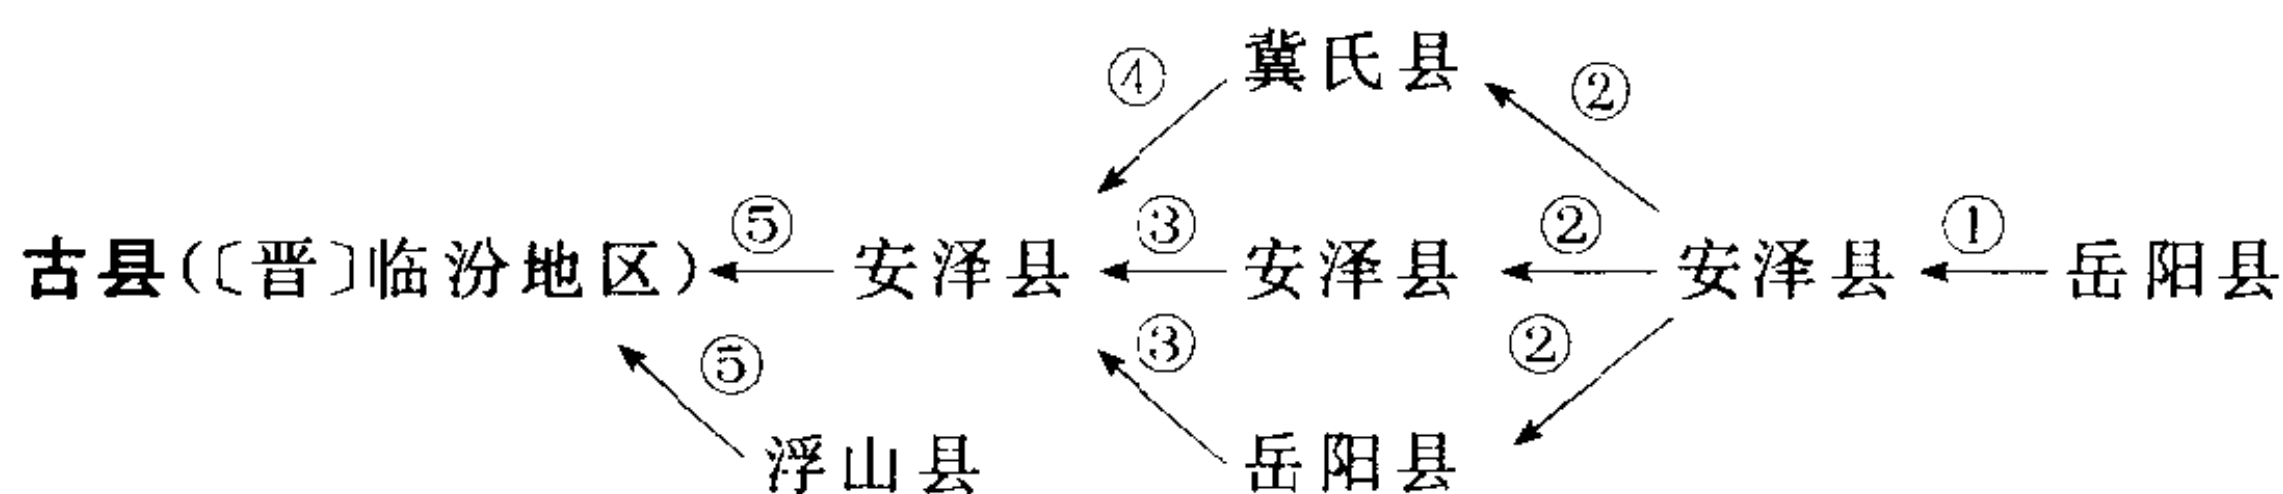 ④ 冀氏县 ②
古县(〔晋〕临汾地区) ⑤ 安泽县 ③ 安泽县 ② 安泽县 ① 岳阳县
⑤ 浮山县 ③ 岳阳县 ②